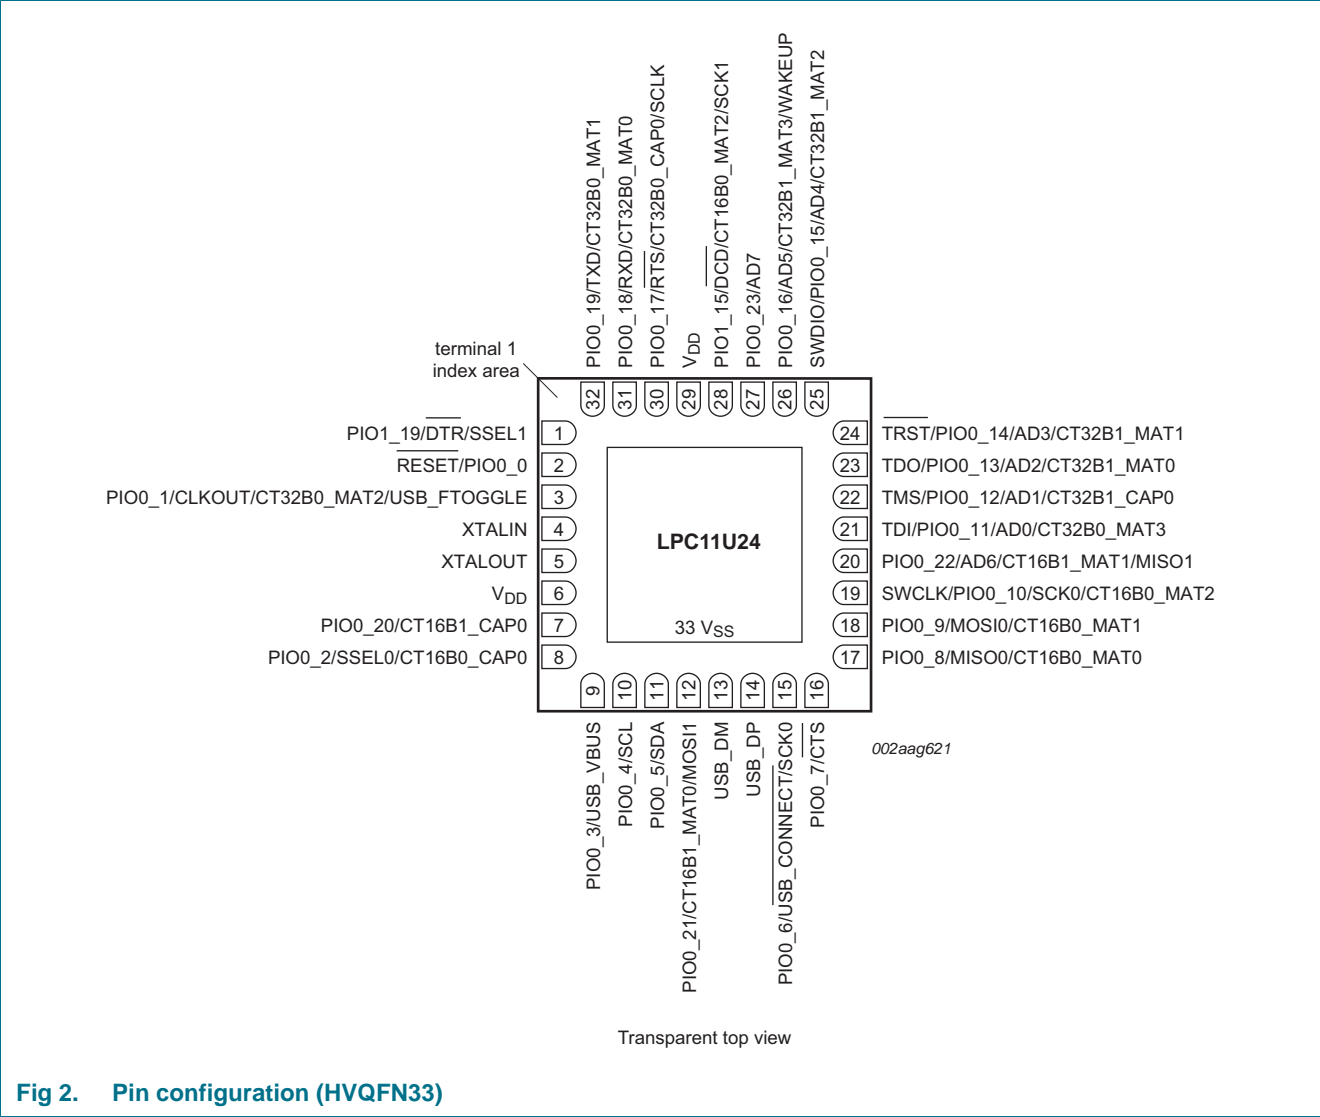 PIO0_19/TXD/CT32B0_MAT1
PIO0_18/RXD/CT32B0_MAT0
PIO0_17/RTS/CT32B0_CAP0/SCLK
VDD
PIO1_15/DCD/CT16B0_MAT2/SCK1
PIO0_23/AD7
PIO0_16/AD5/CT32B1_MAT3/WAKEUP
SWDIO/PIO0_15/AD4/CT32B1_MAT2
terminal 1
index area
32 31 30 29 28 27 26 25
PIO1_19/DTR/SSEL1 1
RESET/PIO0_0 2
PIO0_1/CLKOUT/CT32B0_MAT2/USB_FTOGGLE 3
XTALIN 4
XTALOUT 5
VDD 6
PIO0_20/CT16B1_CAP0 7
PIO0_2/SSEL0/CT16B0_CAP0 8
LPC11U24
33 VSS
24 TRST/PIO0_14/AD3/CT32B1_MAT1
23 TDO/PIO0_13/AD2/CT32B1_MAT0
22 TMS/PIO0_12/AD1/CT32B1_CAP0
21 TDI/PIO0_11/AD0/CT32B0_MAT3
20 PIO0_22/AD6/CT16B1_MAT1/MISO1
19 SWCLK/PIO0_10/SCK0/CT16B0_MAT2
18 PIO0_9/MOSI0/CT16B0_MAT1
17 PIO0_8/MISO0/CT16B0_MAT0
9 10 11 12 13 14 15 16
PIO0_3/USB_VBUS
PIO0_4/SCL
PIO0_5/SDA
PIO0_21/CT16B1_MAT0/MOSI1
USB_DM
USB_DP
PIO0_6/USB_CONNECT/SCK0
PIO0_7/CTS
002aag621
Transparent top view
Fig 2. Pin configuration (HVQFN33)